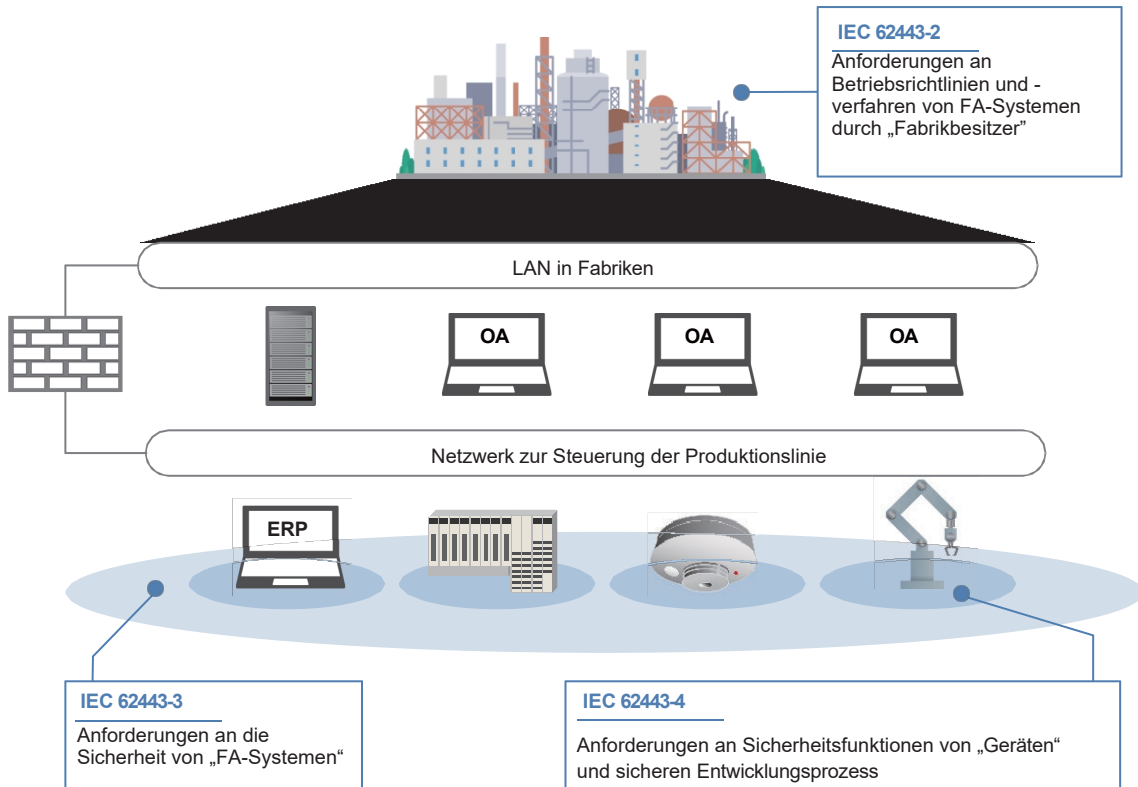 IEC 62443-2
Anforderungen an
Betriebsrichtlinien und -
verfahren von FA-Systemen
durch „Fabrikbesitzer”
LAN in Fabriken
OA
OA
OA
Netzwerk zur Steuerung der Produktionslinie
ERP
IEC 62443-3
Anforderungen an die
Sicherheit von „FA-Systemen“
IEC 62443-4
Anforderungen an Sicherheitsfunktionen von „Geräten“
und sicheren Entwicklungsprozess